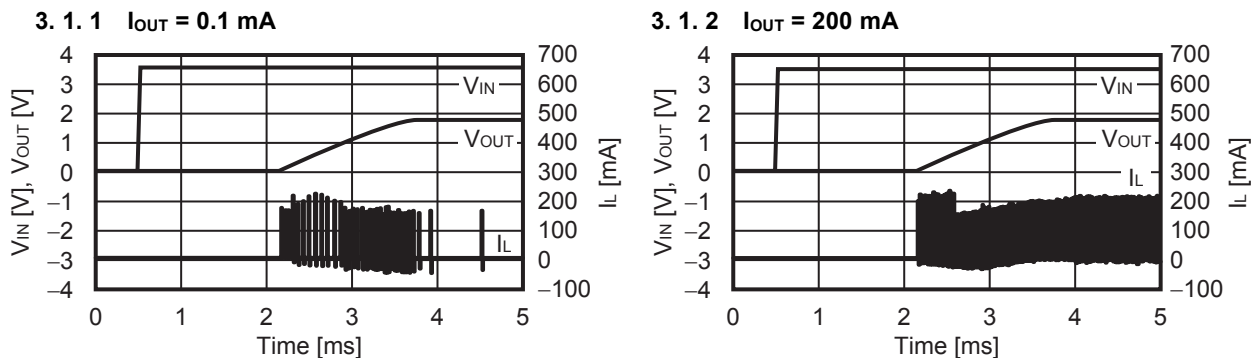 3. 1. 1 IOUT = 0.1 mA
4
3
2
1
0
−1
−2
−3
−4
VIN [V], VOUT [V]
VIN
VOUT
IL
700
600
500
400
300
200
100
0
−100
IL [mA]
0 1 2 3 4 5
Time [ms]
3. 1. 2 IOUT = 200 mA
4
3
2
1
0
−1
−2
−3
−4
VIN [V], VOUT [V]
VIN
VOUT
IL
700
600
500
400
300
200
100
0
−100
IL [mA]
0 1 2 3 4 5
Time [ms]